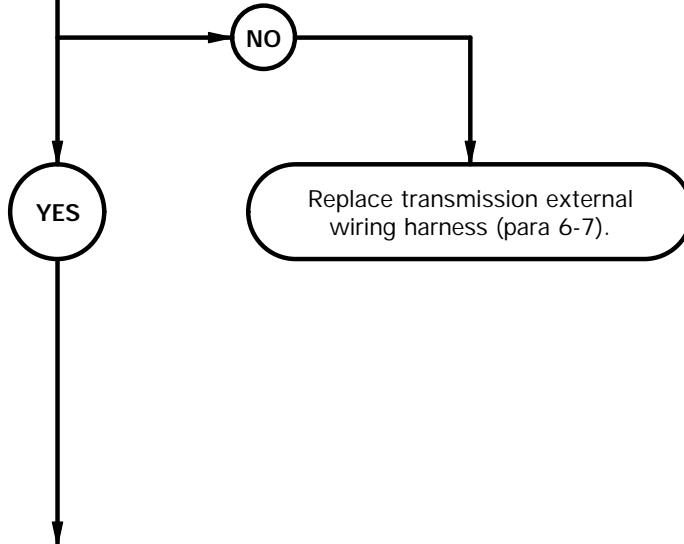 NO
YES
Replace transmission external
wiring harness (para 6-7).